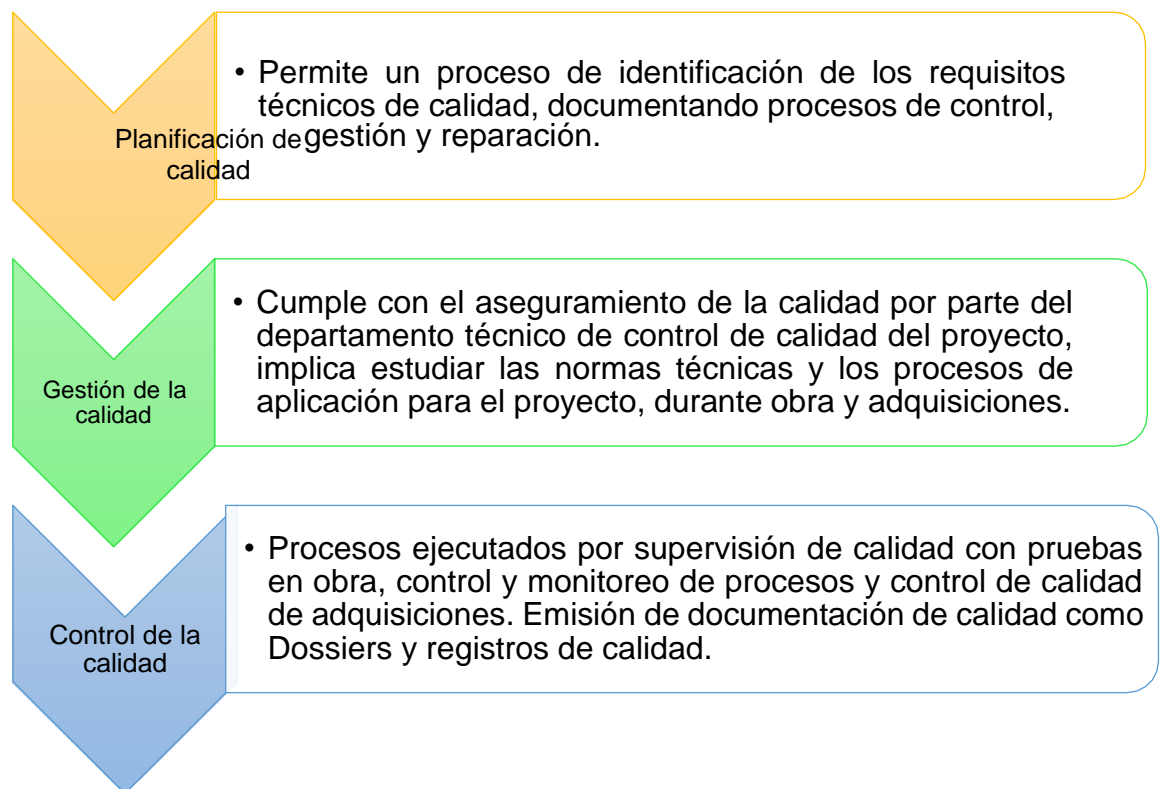 Planificación de
calidad
• Permite un proceso de identificación de los requisitos
técnicos de calidad, documentando procesos de control,
gestión y reparación.
Gestión de la
calidad
• Cumple con el aseguramiento de la calidad por parte del
departamento técnico de control de calidad del proyecto,
implica estudiar las normas técnicas y los procesos de
aplicación para el proyecto, durante obra y adquisiciones.
Control de la
calidad
• Procesos ejecutados por supervisión de calidad con pruebas
en obra, control y monitoreo de procesos y control de calidad
de adquisiciones. Emisión de documentación de calidad como
Dossiers y registros de calidad.